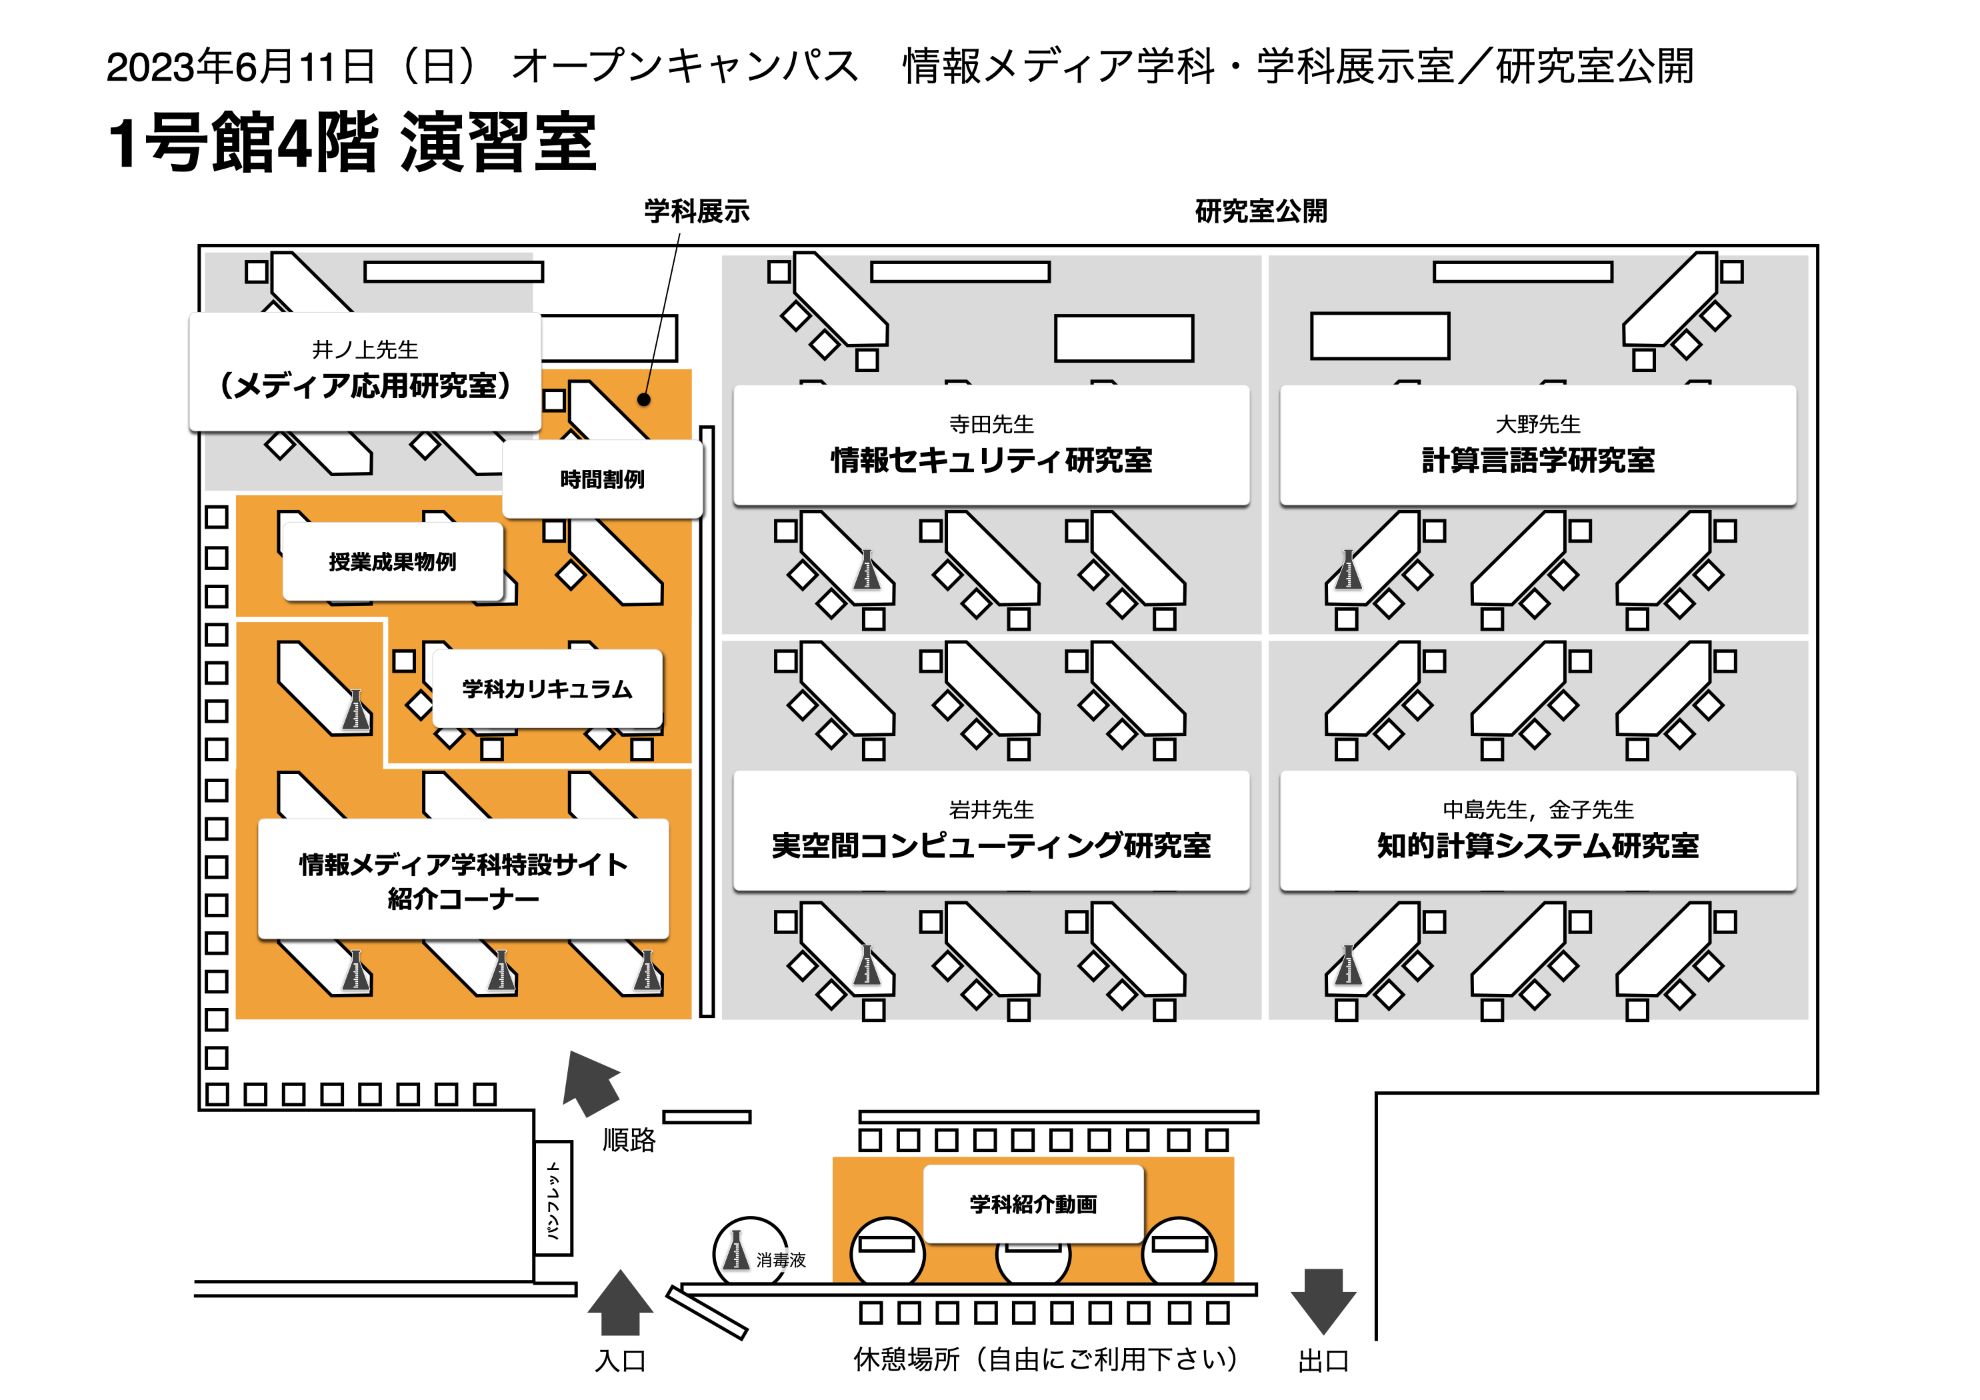 2023年6月11日（日） オープンキャンパス　情報メディア学科・学科展示室／研究室公開
1号館4階 演習室
学科展示
研究室公開
井ノ上先生
（メディア応用研究室）
時間割例
授業成果物例
学科カリキュラム
情報メディア学科特設サイト
紹介コーナー
寺田先生
情報セキュリティ研究室
大野先生
計算言語学研究室
岩井先生
実空間コンピューティング研究室
中島先生，金子先生
知的計算システム研究室
順路
パンフレット
学科紹介動画
消毒液
入口
休憩場所（自由にご利用下さい）
出口